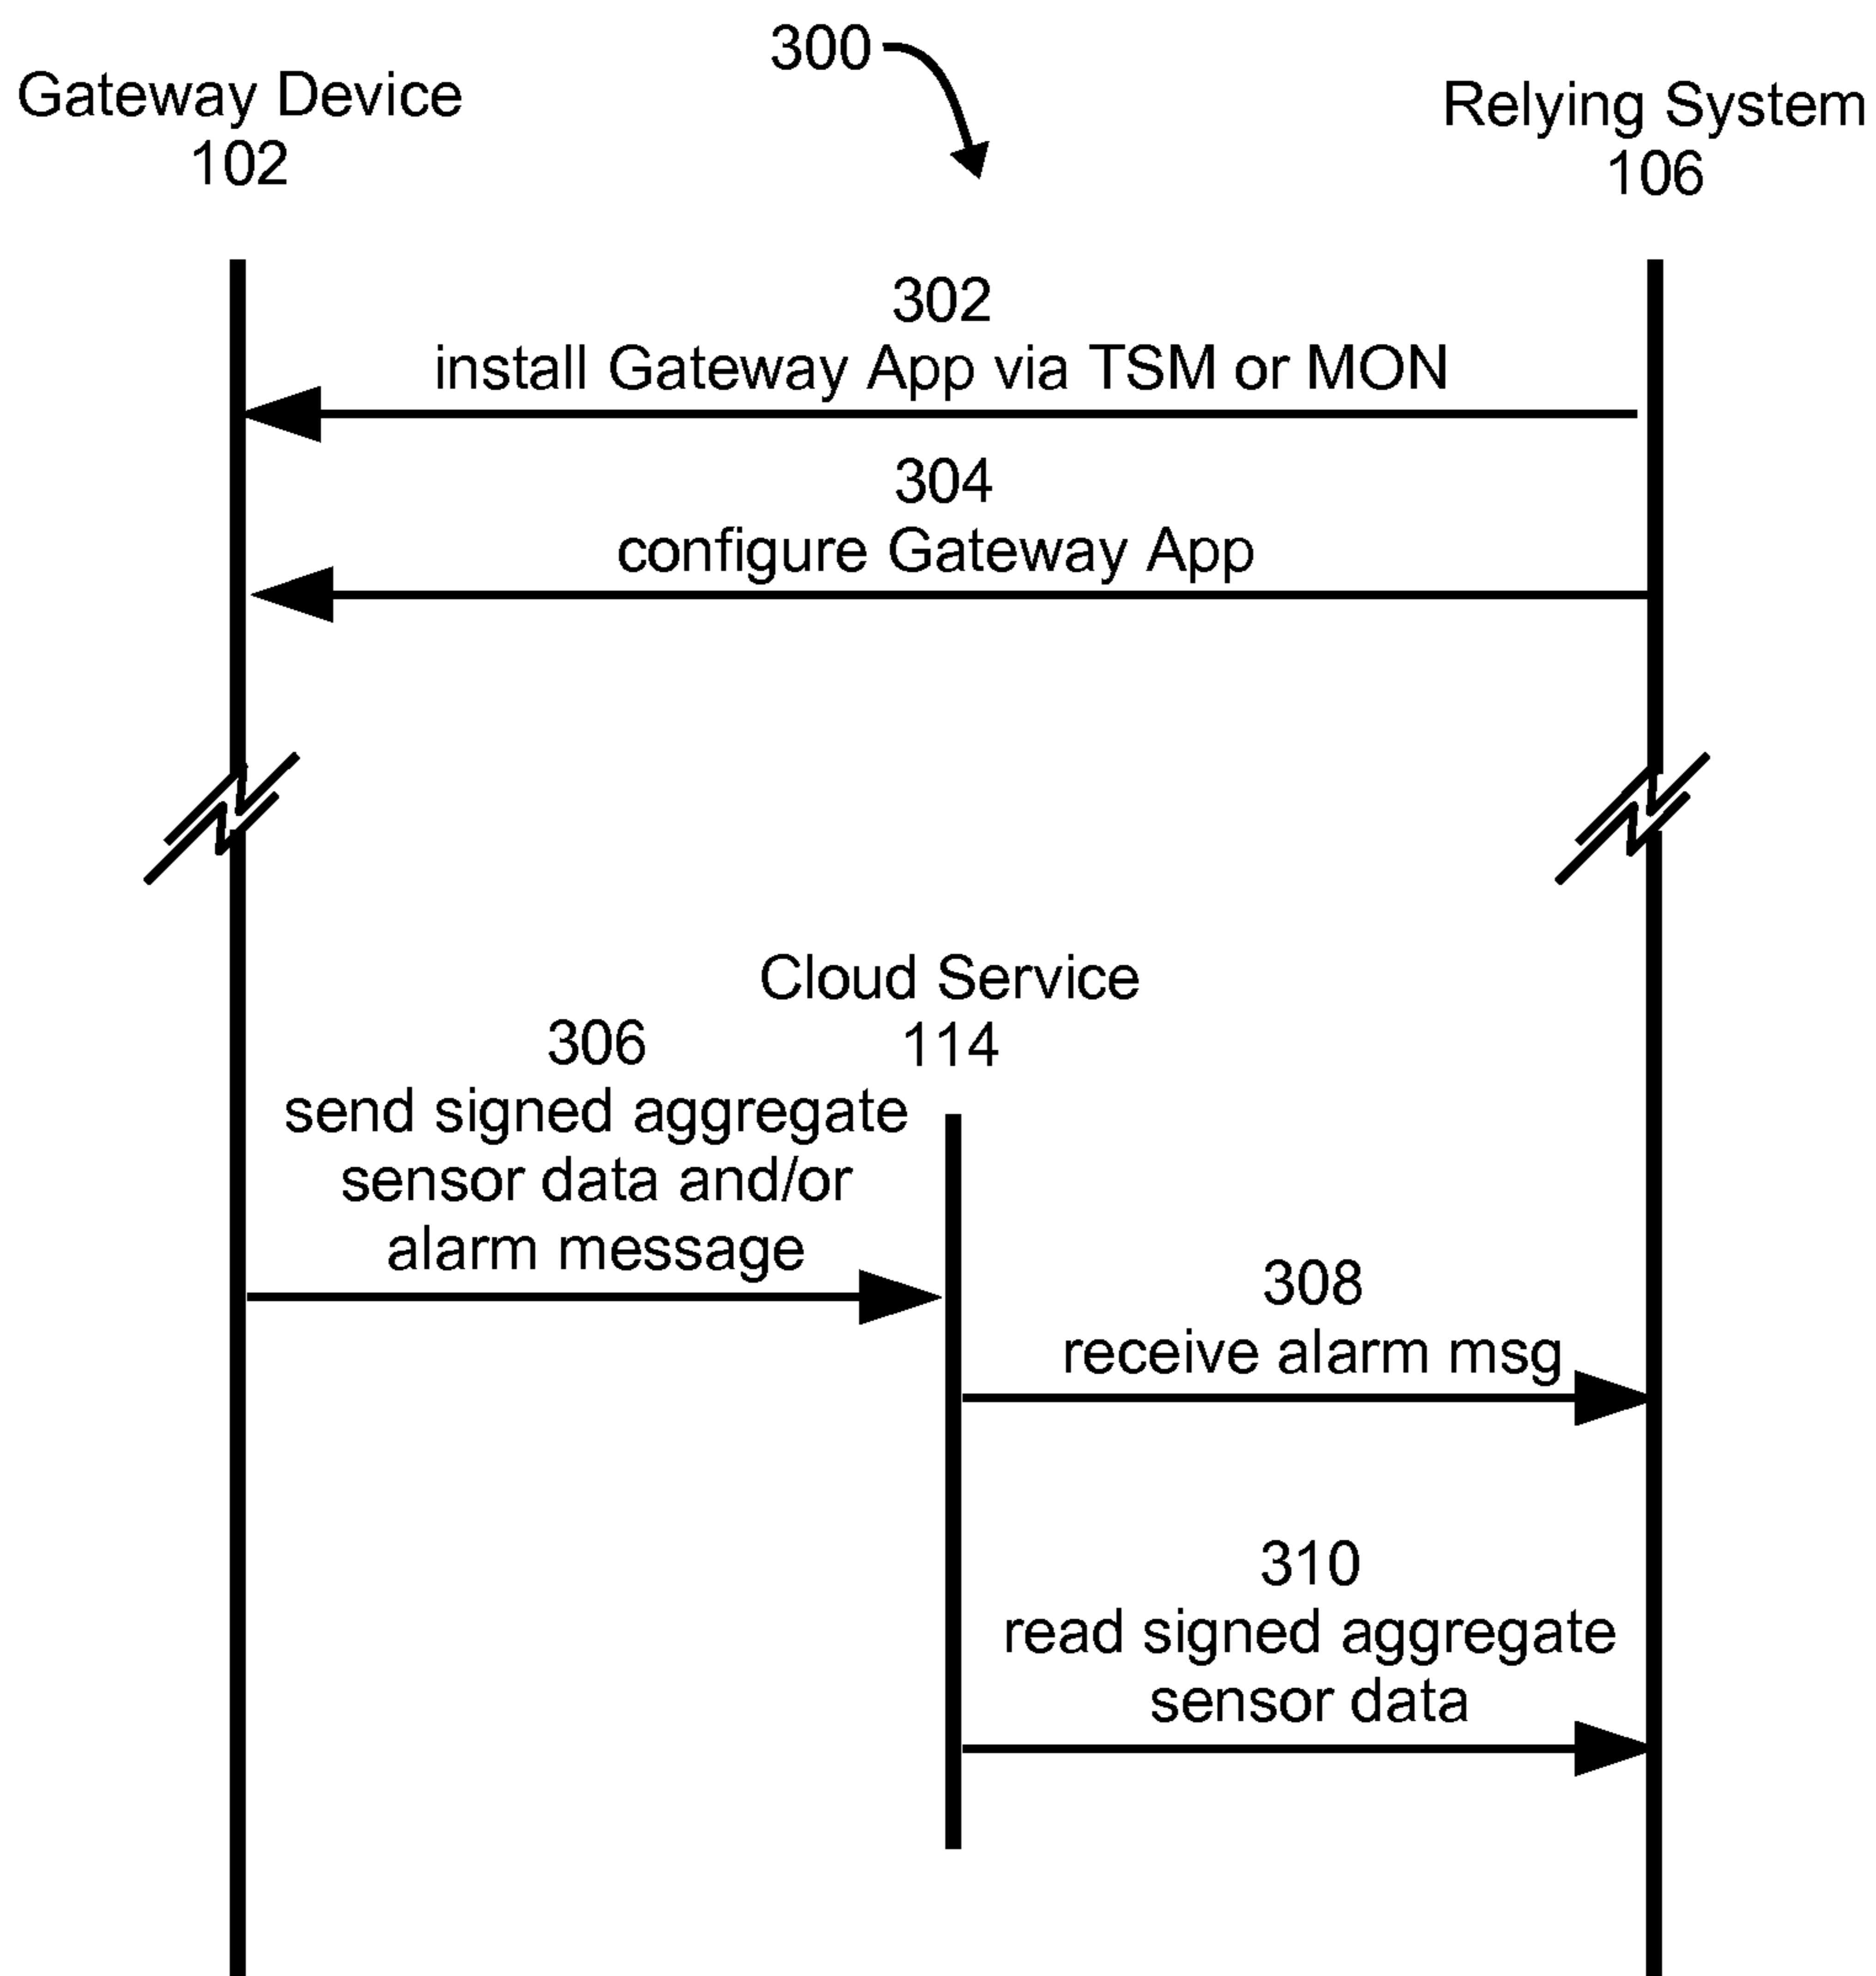 300
Gateway Device
102
Relying System
106
302
install Gateway App via TSM or MON
304
configure Gateway App
Cloud Service
114
306
send signed aggregate
sensor data and/or
alarm message
308
receive alarm msg
310
read signed aggregate
sensor data